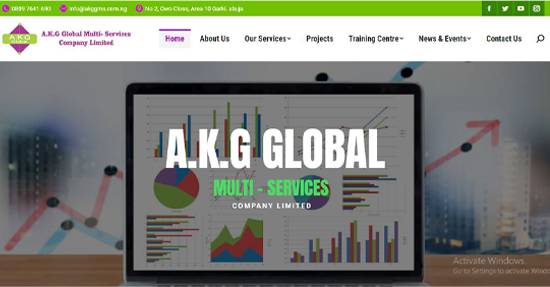 0809 7641 693 info@akggms.com.ng No 2, Owo Close, Area 10 Garki, abuja
A.K.G
GLOBAL
A.K.G Global Multi- Services
Company Limited
Home About Us Our Services Projects Training Centre News & Events Contact Us
A.K.G GLOBAL
MULTI - SERVICES
COMPANY LIMITED
Activate Windows
Go to Settings to activate Windo